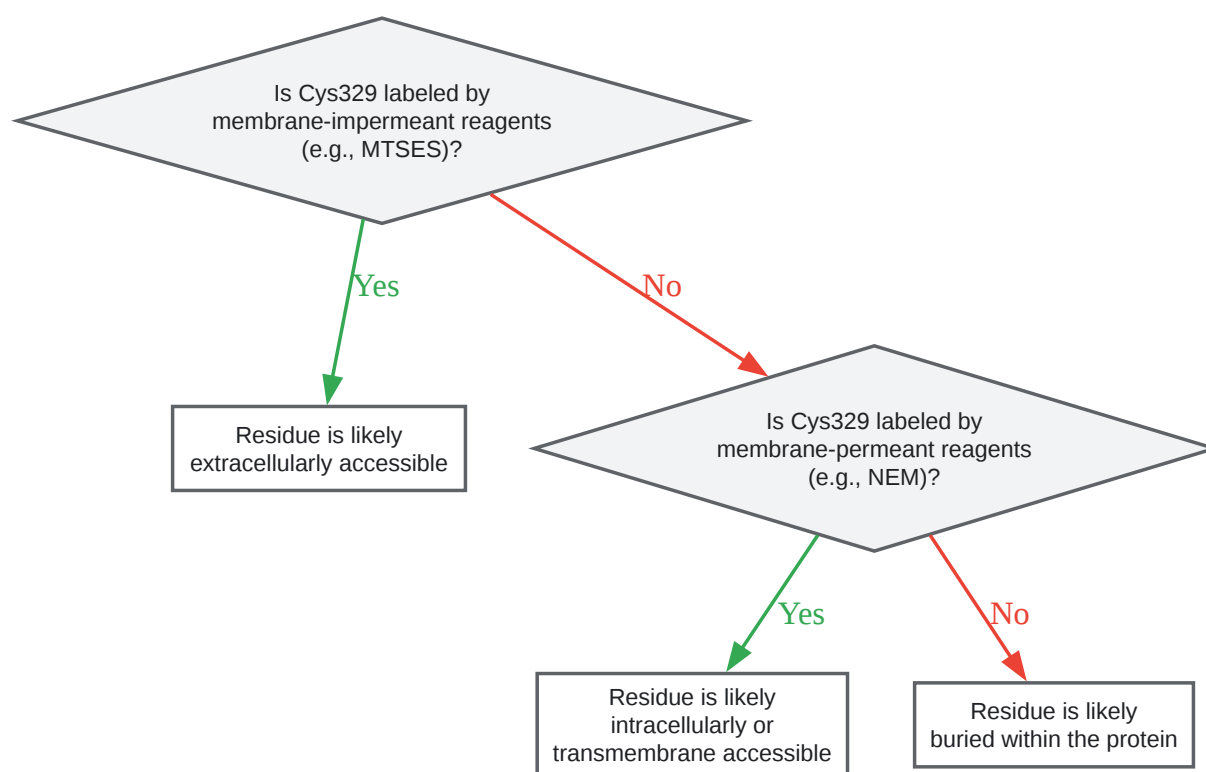 Is Cys329 labeled by
membrane-impermeant reagents
(e.g., MTSES)?
Yes
No
Residue is likely
extracellularly accessible
Is Cys329 labeled by
membrane-permeant reagents
(e.g., NEM)?
Yes
No
Residue is likely
intracellularly or
transmembrane accessible
Residue is likely
buried within the protein